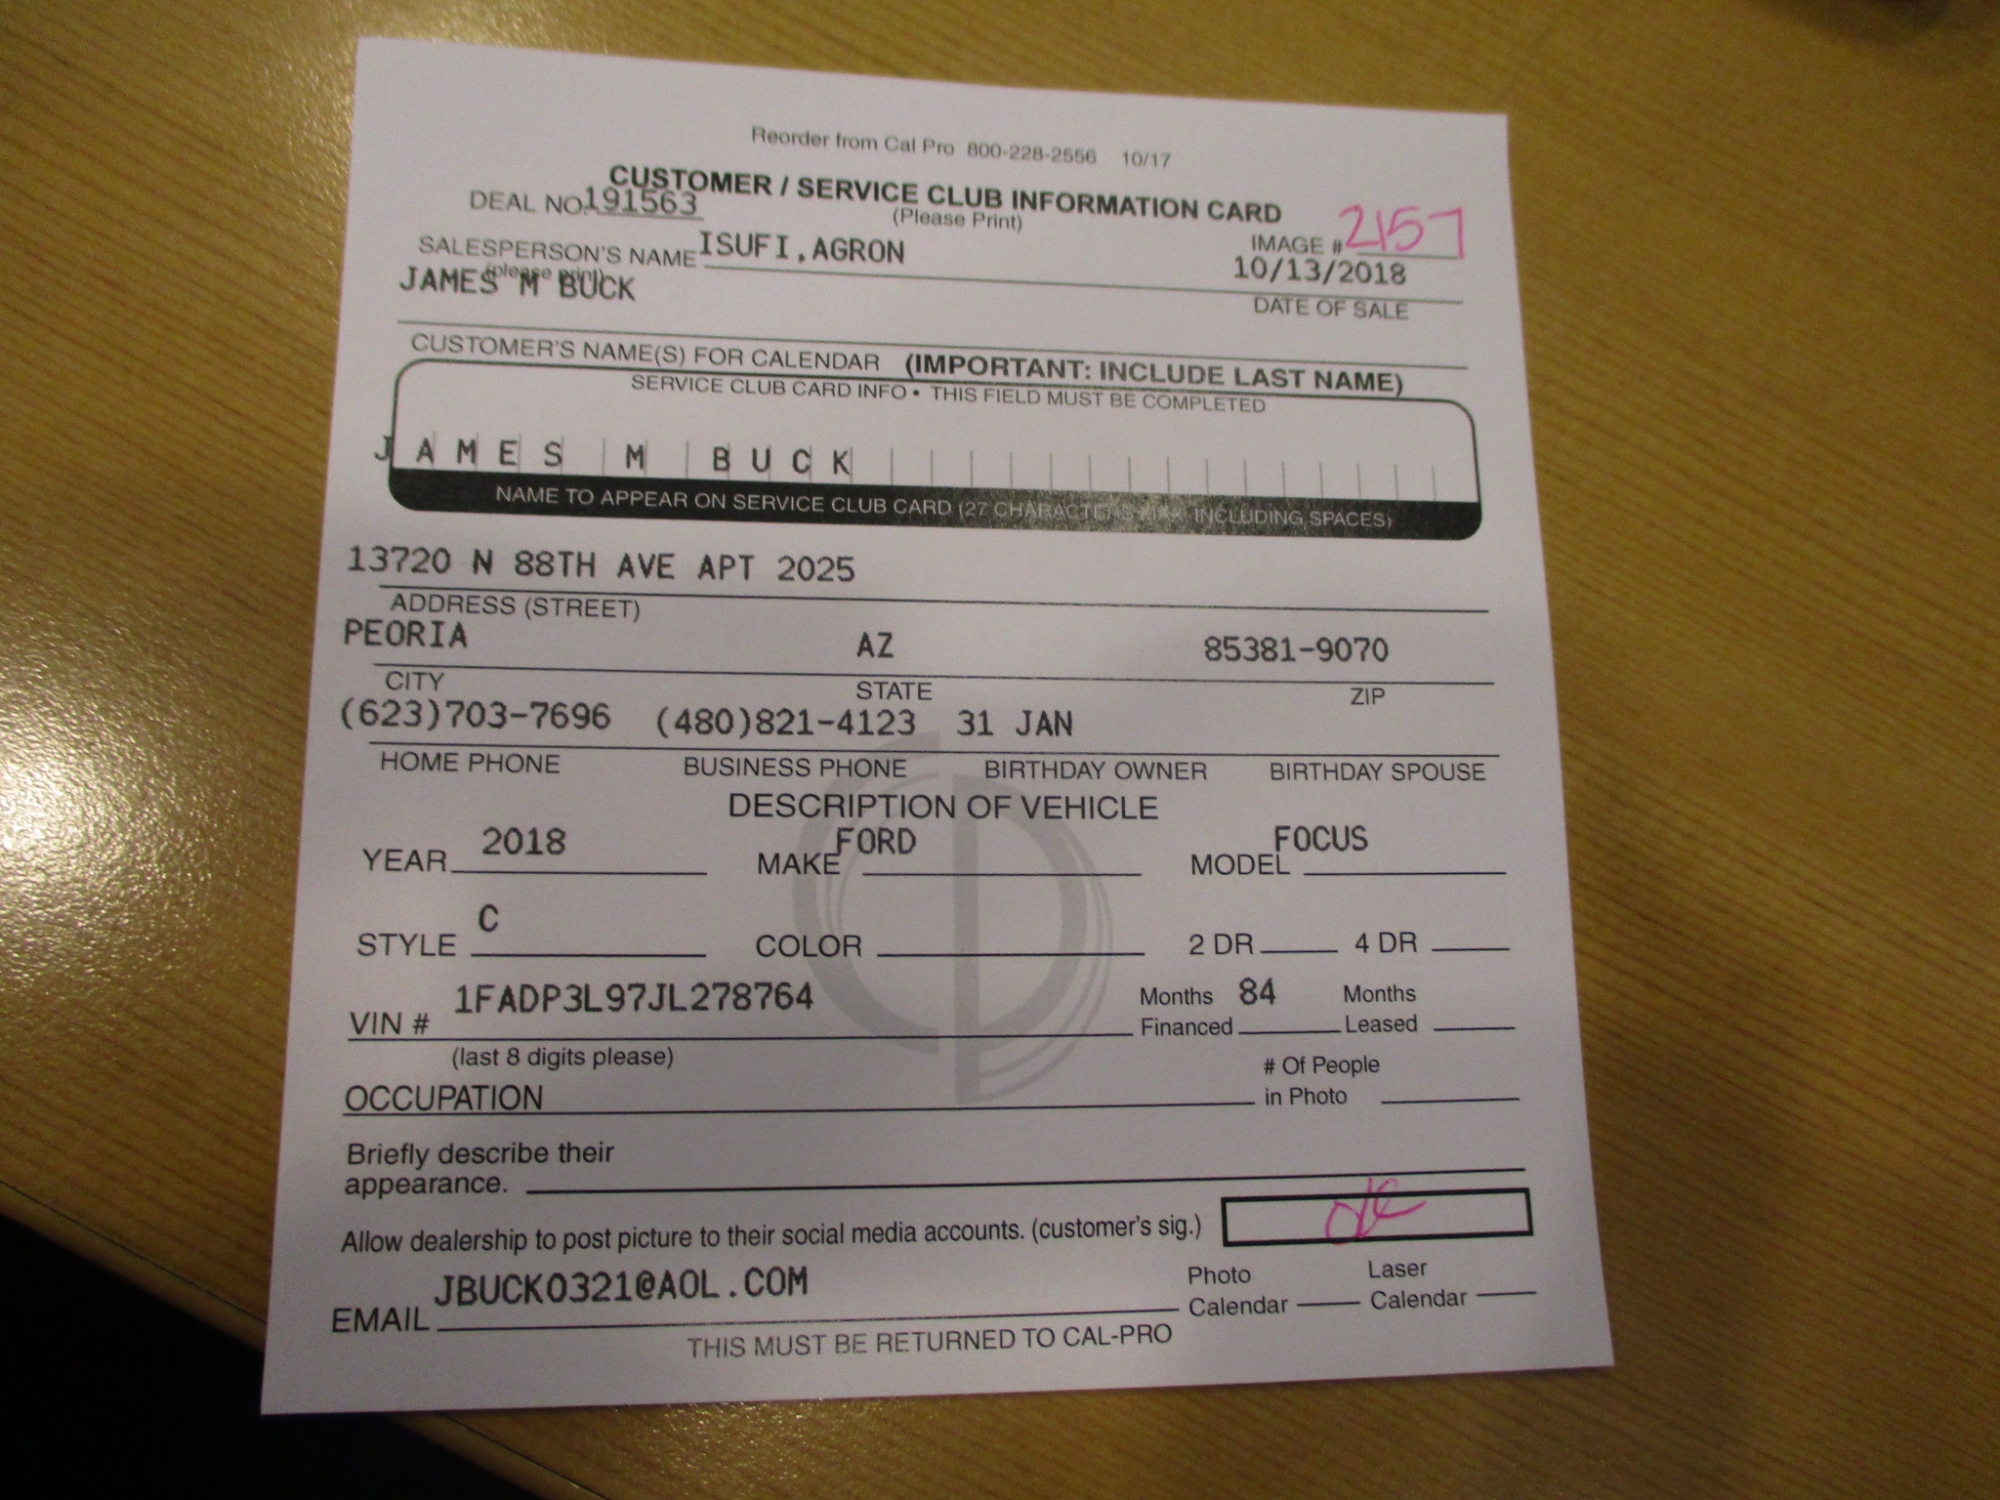 Reorder from Cal Pro 800-228-2556 10/17
CUSTOMER / SERVICE CLUB INFORMATION CARD
DEAL NO. 191563 (Please Print)
SALESPERSON'S NAME ISUFI, AGRON IMAGE # 2157
(please print) 10/13/2018
JAMES M BUCK DATE OF SALE
CUSTOMER'S NAME(S) FOR CALENDAR (IMPORTANT: INCLUDE LAST NAME)
SERVICE CLUB CARD INFO • THIS FIELD MUST BE COMPLETED
JAMES M BUCK
NAME TO APPEAR ON SERVICE CLUB CARD (27 CHARACTERS INCLUDING SPACES)
13720 N 88TH AVE APT 2025
ADDRESS (STREET)
PEORIA AZ 85381-9070
CITY STATE ZIP
(623)703-7696 (480)821-4123 31 JAN
HOME PHONE BUSINESS PHONE BIRTHDAY OWNER BIRTHDAY SPOUSE
DESCRIPTION OF VEHICLE
YEAR 2018 MAKE FORD MODEL FOCUS
STYLE C COLOR 2 DR 4 DR
VIN # 1FADP3L97JL278764 Months Financed 84 Months Leased
(last 8 digits please)
OCCUPATION # Of People in Photo
Briefly describe their
appearance.
Allow dealership to post picture to their social media accounts. (customer's sig.)
EMAIL JBUCK0321@AOL.COM Photo Calendar Laser Calendar
THIS MUST BE RETURNED TO CAL-PRO